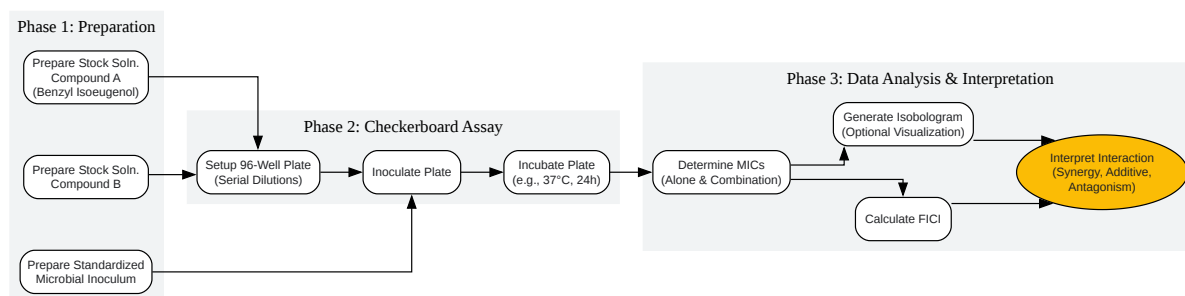 Phase 1: Preparation
Prepare Stock Soln.
Compound A
(Benzyl Isoeugenol)
Prepare Stock Soln.
Compound B
Prepare Standardized
Microbial Inoculum
Phase 2: Checkerboard Assay
Setup 96-Well Plate
(Serial Dilutions)
Inoculate Plate
Incubate Plate
(e.g., 37°C, 24h)
Phase 3: Data Analysis & Interpretation
Determine MICs
(Alone & Combination)
Generate Isobologram
(Optional Visualization)
Calculate FICI
Interpret Interaction
(Synergy, Additive,
Antagonism)